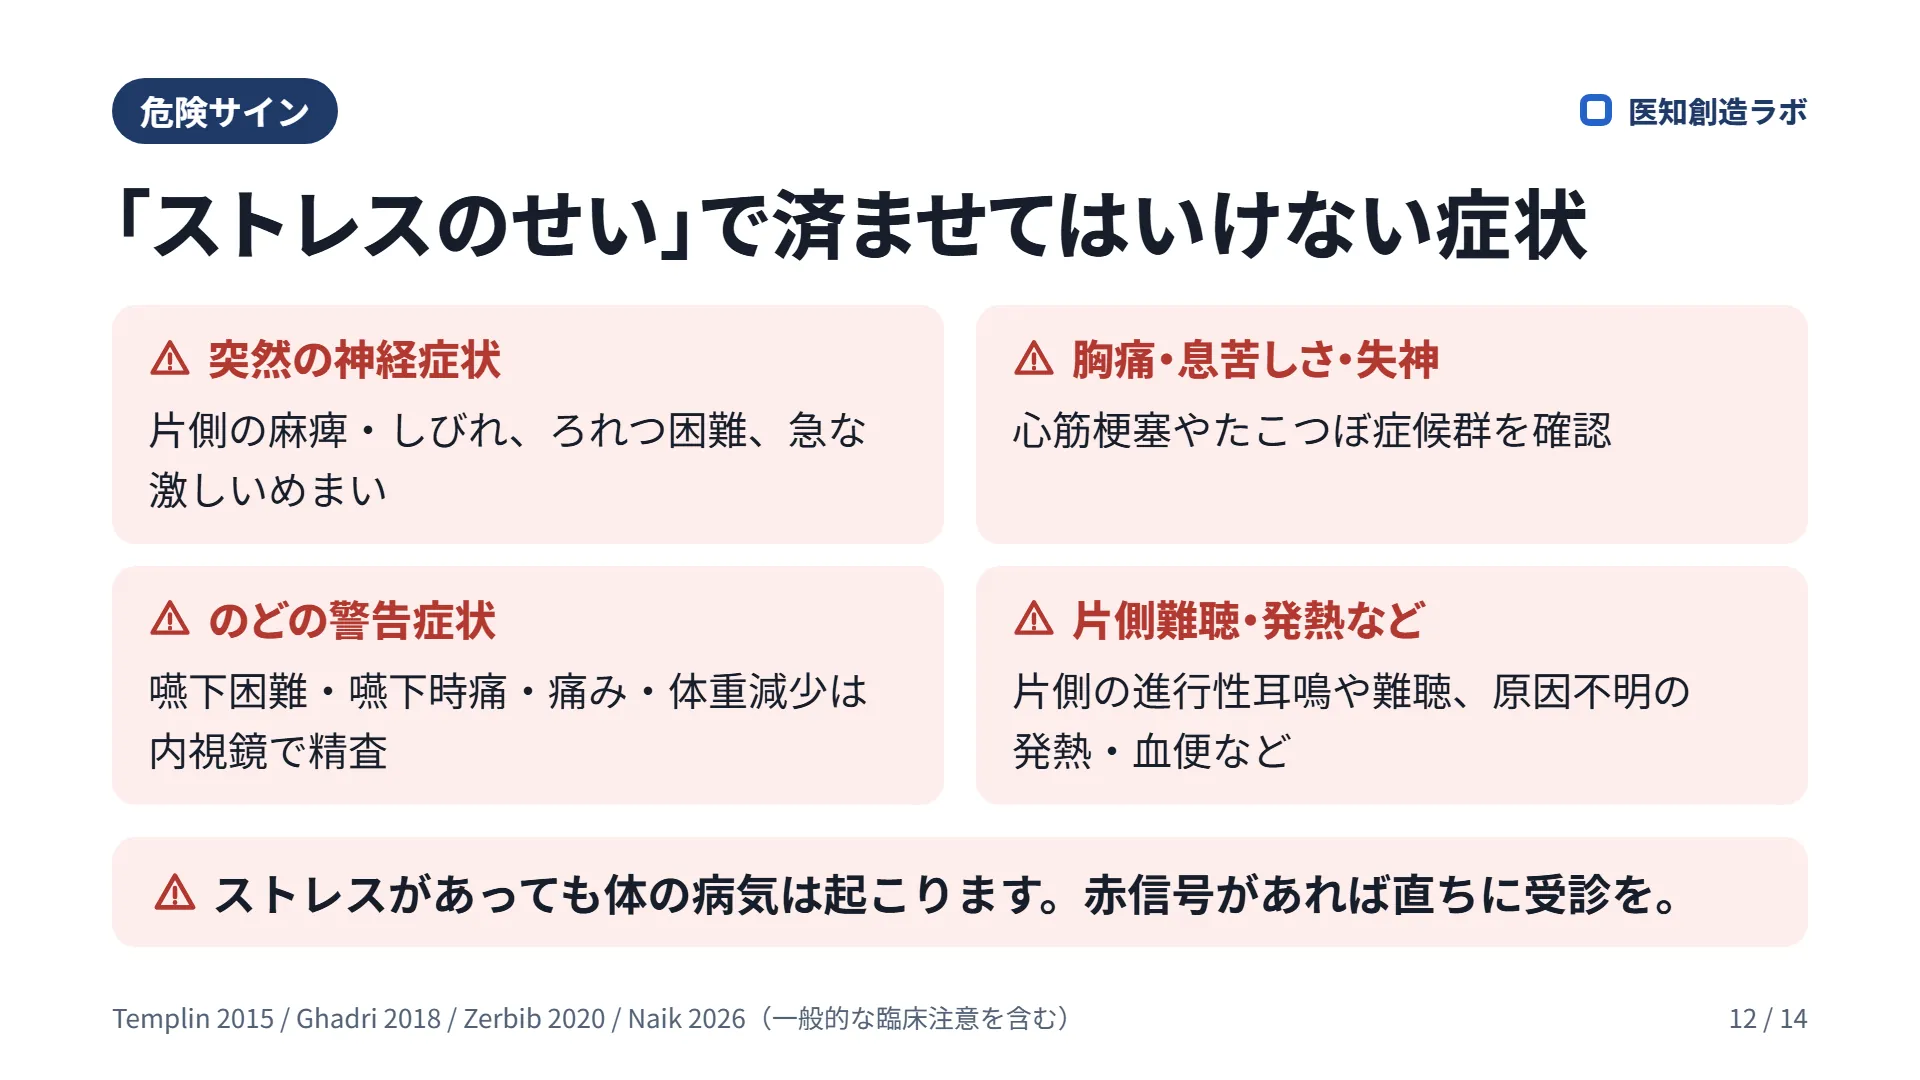 危険サイン
医知創造ラボ
「ストレスのせい」で済ませてはいけない症状
突然の神経症状
片側の麻痺・しびれ、ろれつ困難、急な
激しいめまい
胸痛・息苦しさ・失神
心筋梗塞やたこつぼ症候群を確認
のどの警告症状
嚥下困難・嚥下時痛・痛み・体重減少は
内視鏡で精査
片側難聴・発熱など
片側の進行性耳鳴や難聴、原因不明の
発熱・血便など
ストレスがあっても体の病気は起こります。赤信号があれば直ちに受診を。
Templin 2015 / Ghadri 2018 / Zerbib 2020 / Naik 2026（一般的な臨床注意を含む）
12 / 14